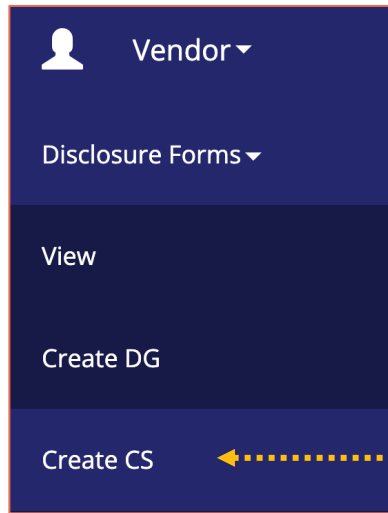 Vendor
Disclosure Forms
View
Create DG
Create CS